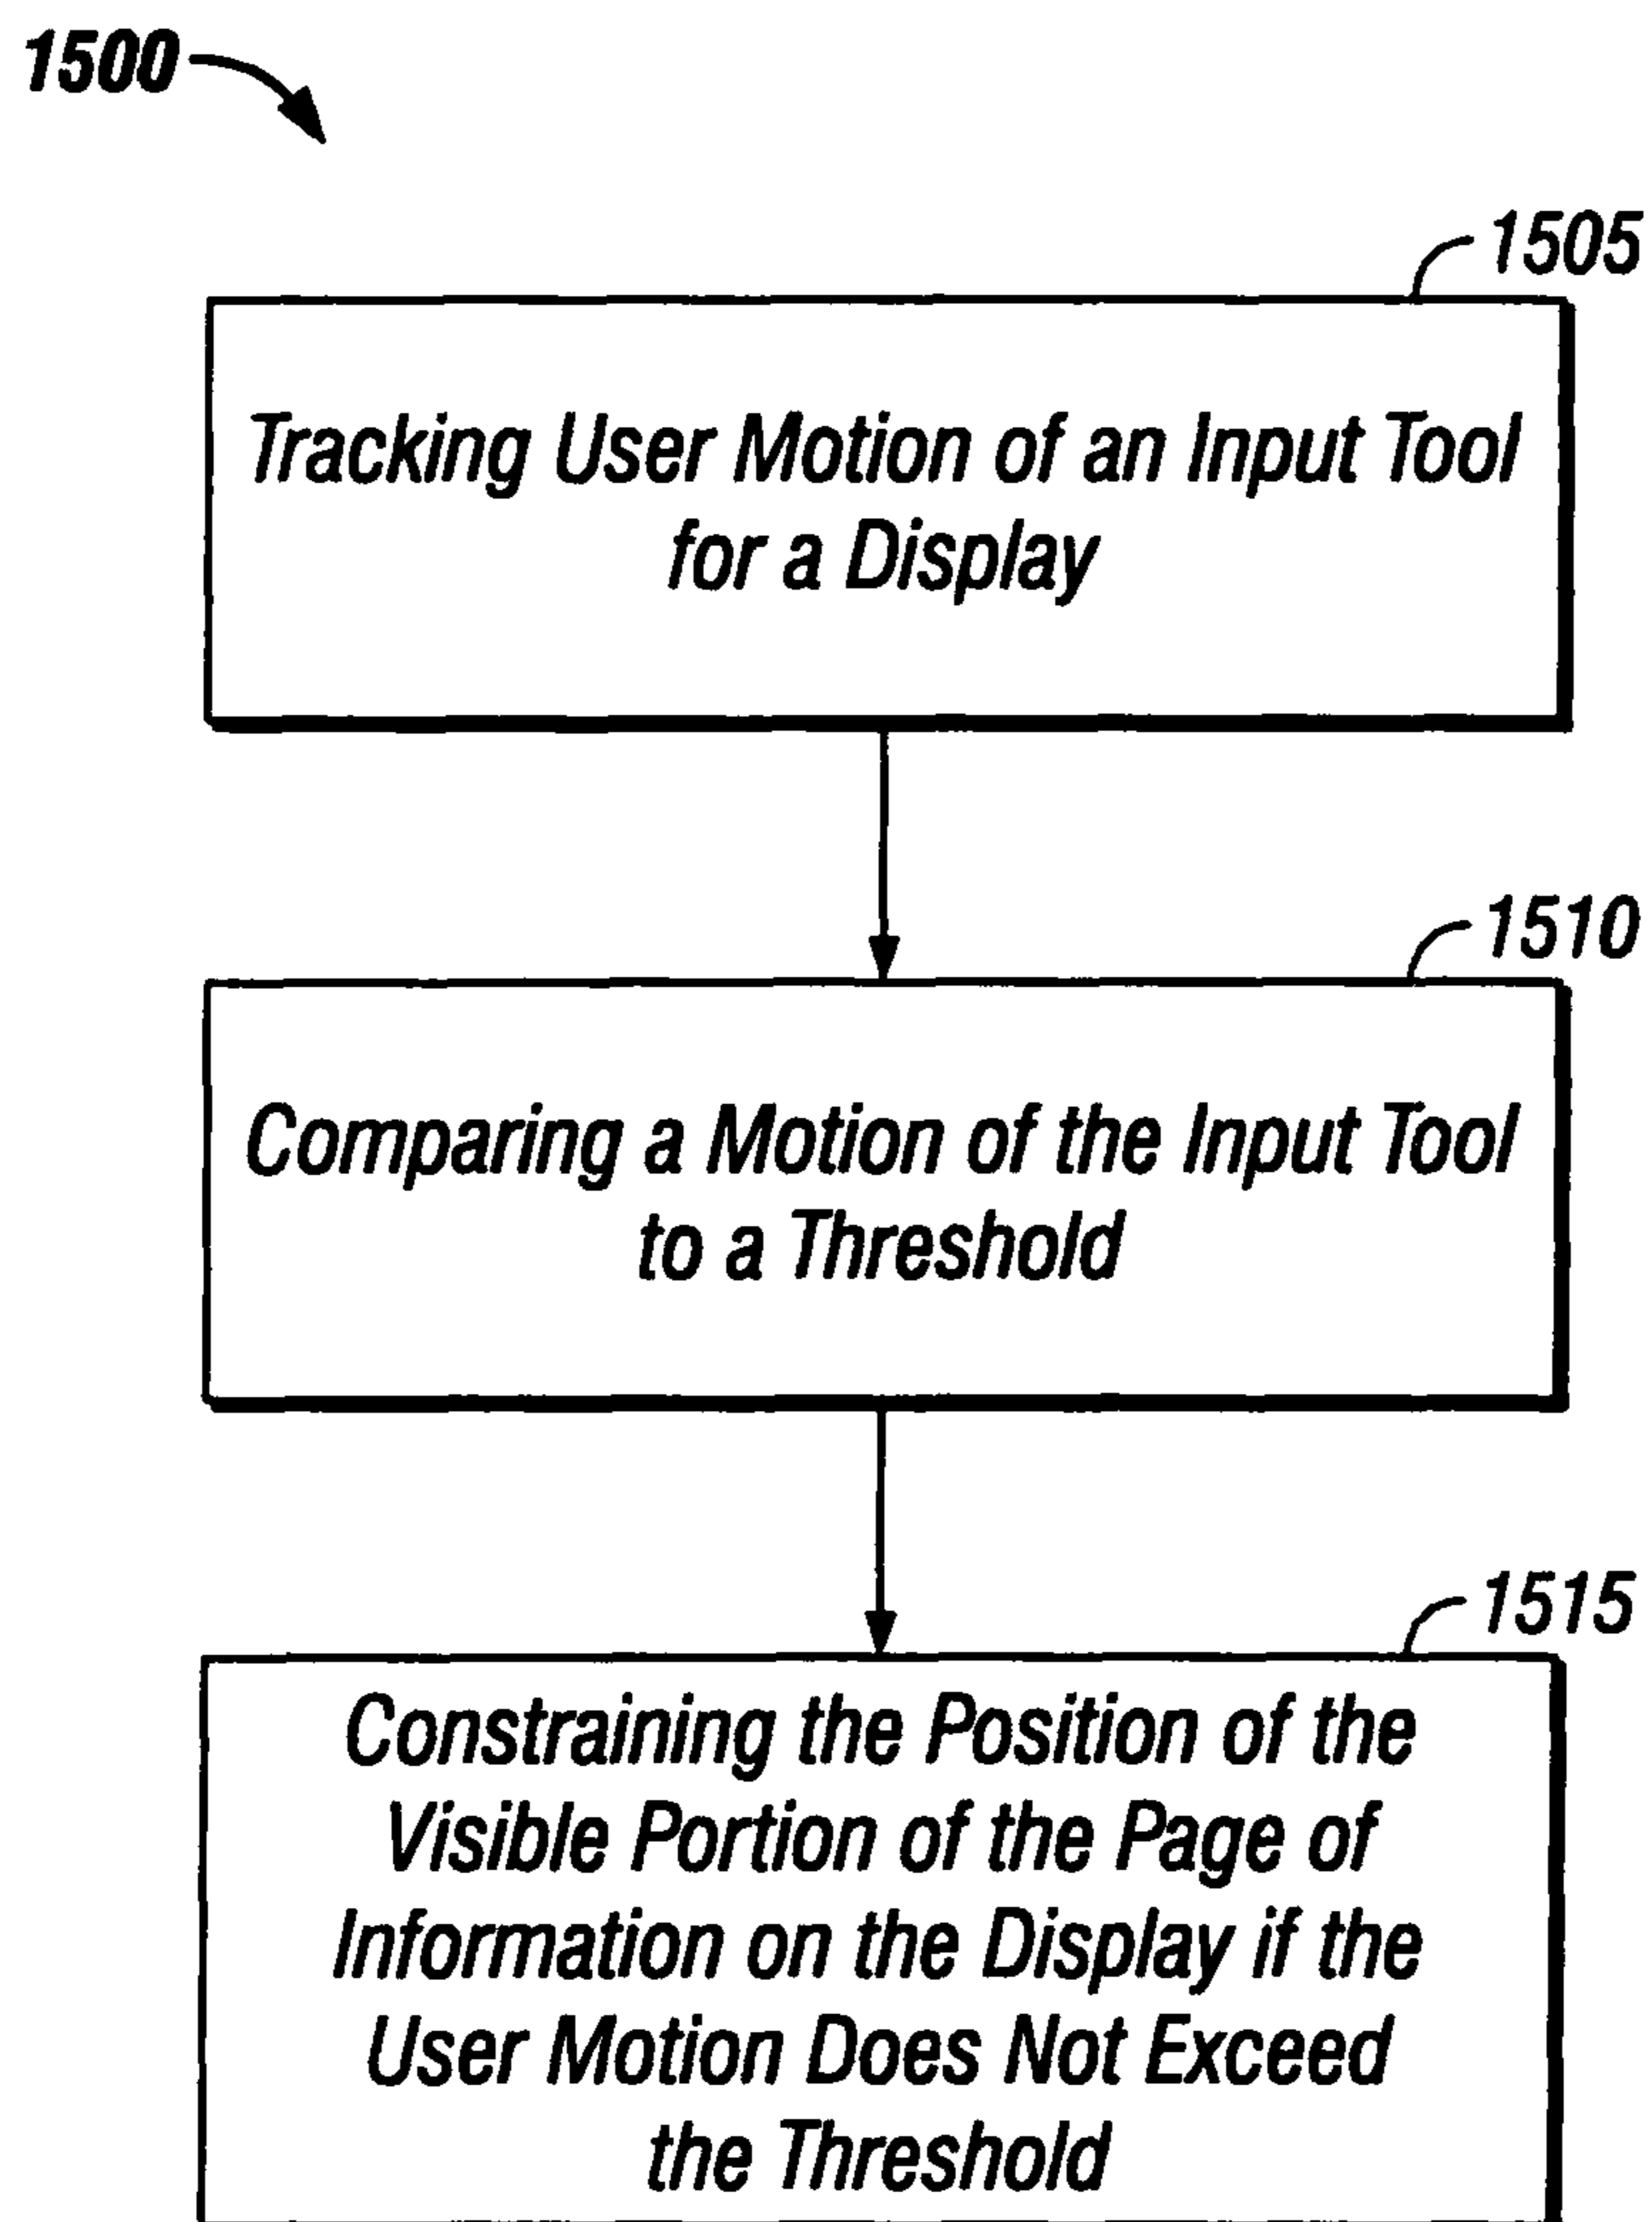 1500
1505
Tracking User Motion of an Input Tool
for a Display
1510
Comparing a Motion of the Input Tool
to a Threshold
1515
Constraining the Position of the
Visible Portion of the Page of
Information on the Display if the
User Motion Does Not Exceed
the Threshold